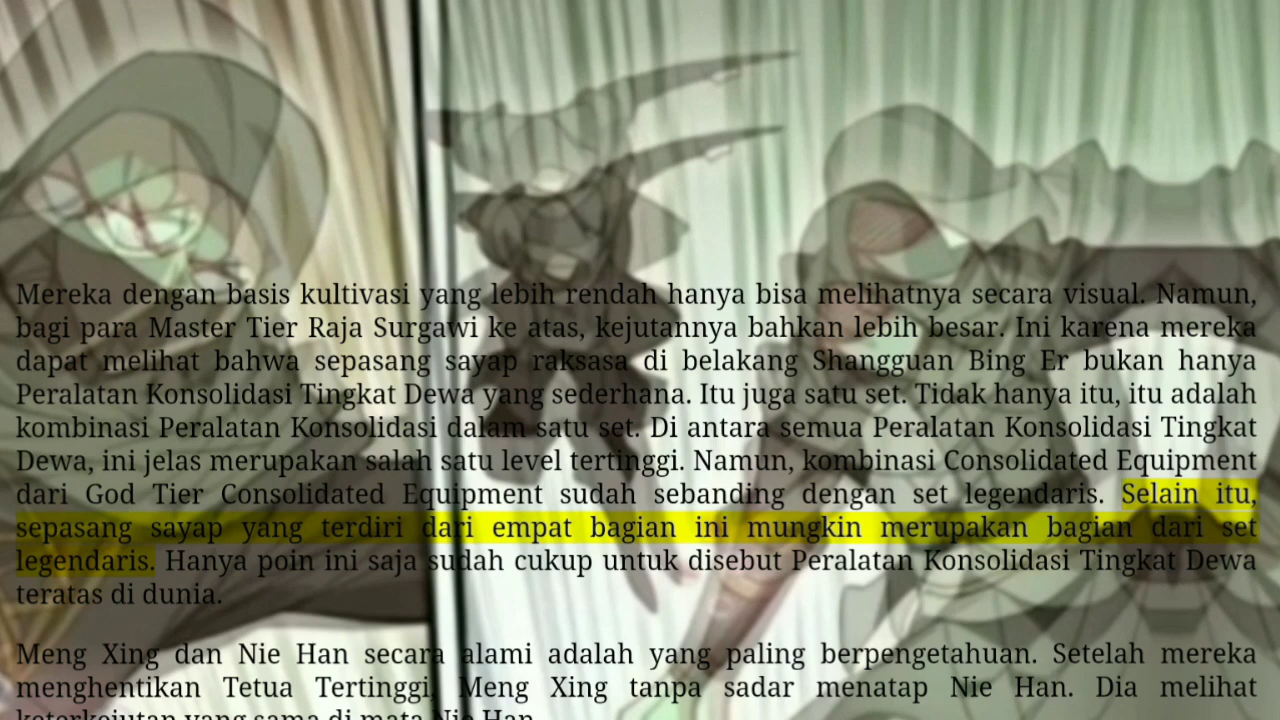 Mereka dengan basis kultivasi yang lebih rendah hanya bisa melihatnya secara visual. Namun,
bagi para Master Tier Raja Surgawi ke atas, kejutannya bahkan lebih besar. Ini karena mereka
dapat melihat bahwa sepasang sayap raksasa di belakang Shangguan Bing Er bukan hanya
Peralatan Konsolidasi Tingkat Dewa yang sederhana. Itu juga satu set. Tidak hanya itu, itu adalah
kombinasi Peralatan Konsolidasi dalam satu set. Di antara semua Peralatan Konsolidasi Tingkat
Dewa, ini jelas merupakan salah satu level tertinggi. Namun, kombinasi Consolidated Equipment
dari God Tier Consolidated Equipment sudah sebanding dengan set legendaris. Selain itu,
sepasang sayap yang terdiri dari empat bagian ini mungkin merupakan bagian dari set
legendaris. Hanya poin ini saja sudah cukup untuk disebut Peralatan Konsolidasi Tingkat Dewa
teratas di dunia.
Meng Xing dan Nie Han secara alami adalah yang paling berpengetahuan. Setelah mereka
menghentikan Tetua Tertinggi, Meng Xing tanpa sadar menatap Nie Han. Dia melihat
keterkejutan yang sama di mata Nie Han.